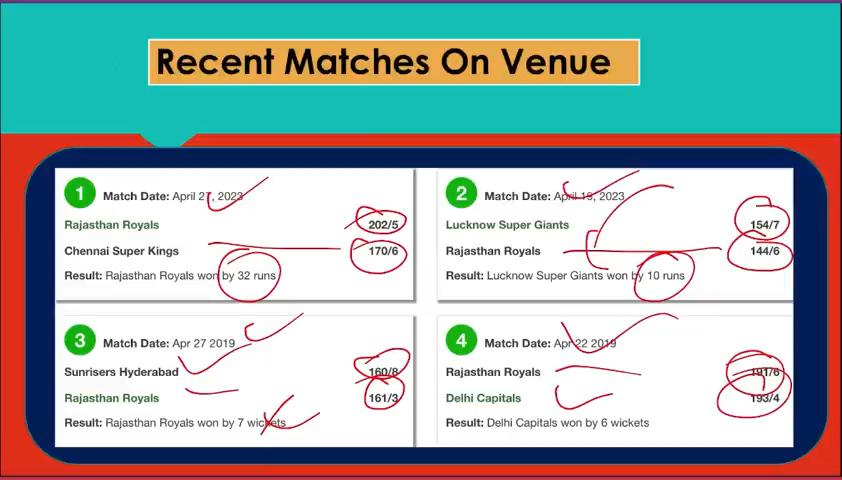 Recent Matches On Venue
1 Match Date: April 27, 2023
Rajasthan Royals 202/5
Chennai Super Kings 170/6
Result: Rajasthan Royals won by 32 runs
2 Match Date: April 19, 2023
Lucknow Super Giants 154/7
Rajasthan Royals 144/6
Result: Lucknow Super Giants won by 10 runs
3 Match Date: Apr 27 2019
Sunrisers Hyderabad 160/8
Rajasthan Royals 161/3
Result: Rajasthan Royals won by 7 wickets
4 Match Date: Apr 22 2019
Rajasthan Royals 191/6
Delhi Capitals 193/4
Result: Delhi Capitals won by 6 wickets